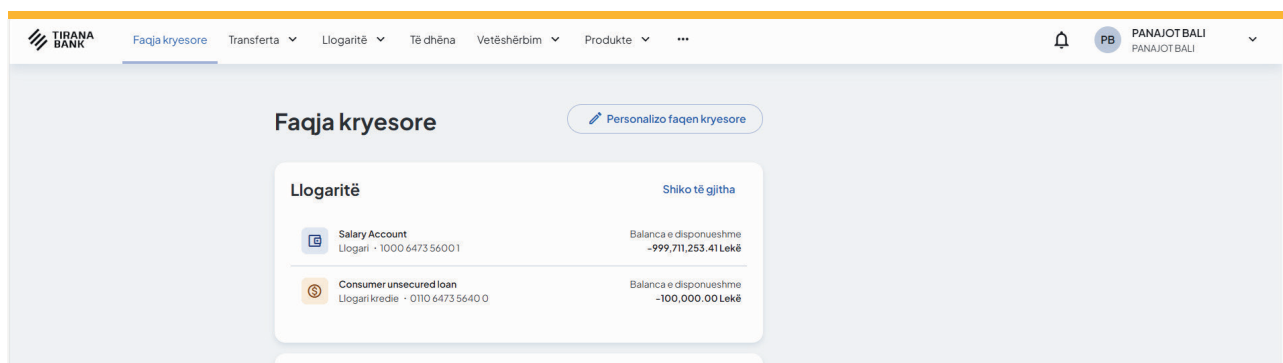 TIRANA BANK
Faqja kryesore Transferta Llogaritë Të dhëna Vetëshërbim Produkte •••
PB PANAJOT BALI
PANAJOT BALI
Faqja kryesore
Personalizo faqen kryesore
Llogaritë Shiko të gjitha
Salary Account Balanca e disponueshme
Llogari • 1000 6473 5600 1 -999,711,253.41 Lekë
Consumer unsecured loan Balanca e disponueshme
Llogari kredie • 0110 6473 5640 0 -100,000.00 Lekë